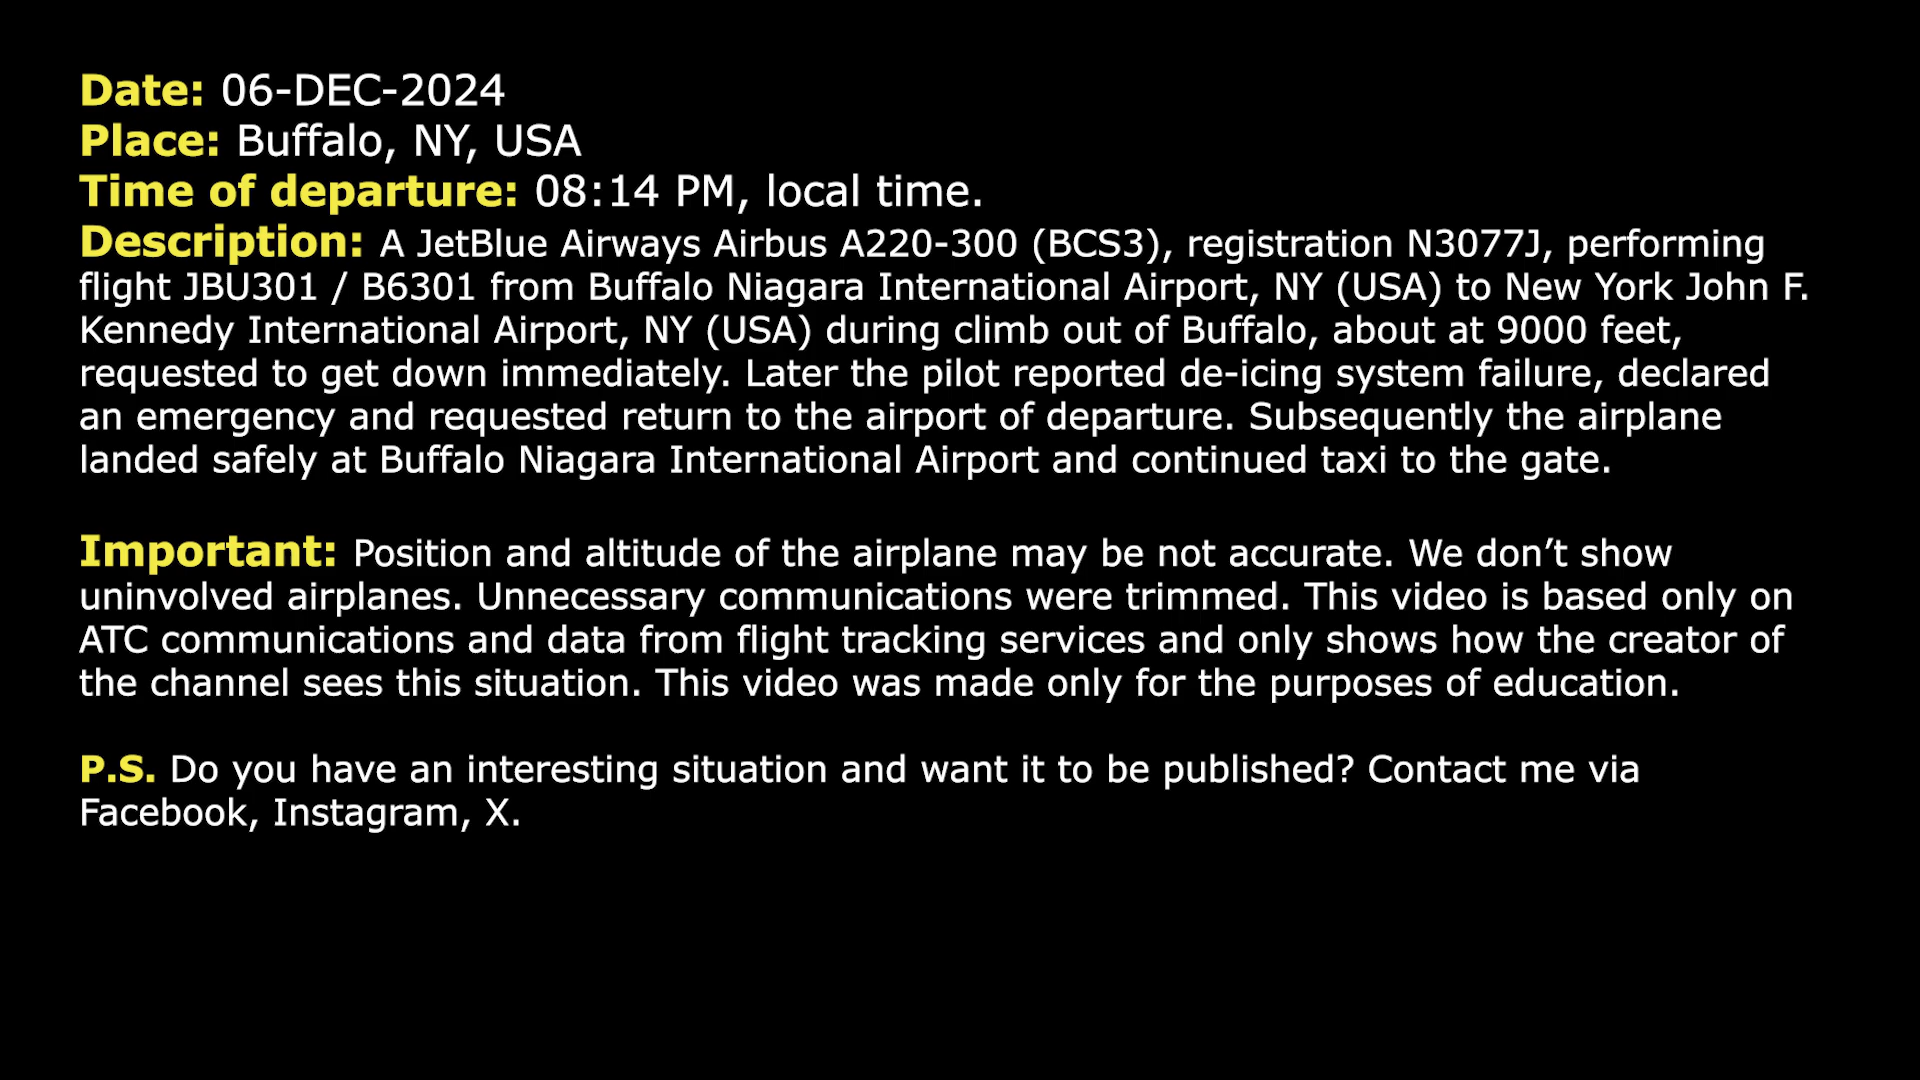 Date: 06-DEC-2024
Place: Buffalo, NY, USA
Time of departure: 08:14 PM, local time.
Description: A JetBlue Airways Airbus A220-300 (BCS3), registration N3077J, performing
flight JBU301 / B6301 from Buffalo Niagara International Airport, NY (USA) to New York John F.
Kennedy International Airport, NY (USA) during climb out of Buffalo, about at 9000 feet,
requested to get down immediately. Later the pilot reported de-icing system failure, declared
an emergency and requested return to the airport of departure. Subsequently the airplane
landed safely at Buffalo Niagara International Airport and continued taxi to the gate.
Important: Position and altitude of the airplane may be not accurate. We don’t show
uninvolved airplanes. Unnecessary communications were trimmed. This video is based only on
ATC communications and data from flight tracking services and only shows how the creator of
the channel sees this situation. This video was made only for the purposes of education.
P.S. Do you have an interesting situation and want it to be published? Contact me via
Facebook, Instagram, X.